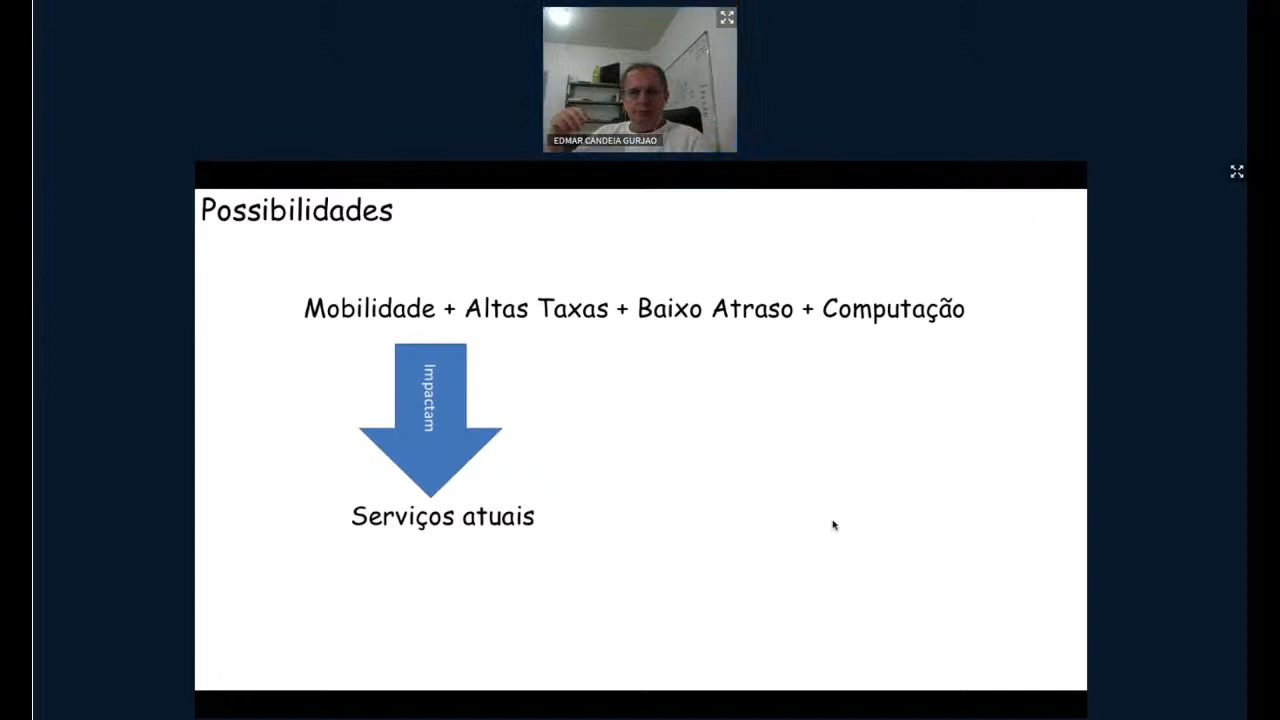 EDMAR CANDEIA GURJAO
Possibilidades
Mobilidade + Altas Taxas + Baixo Atraso + Computação
Impactam
Serviços atuais